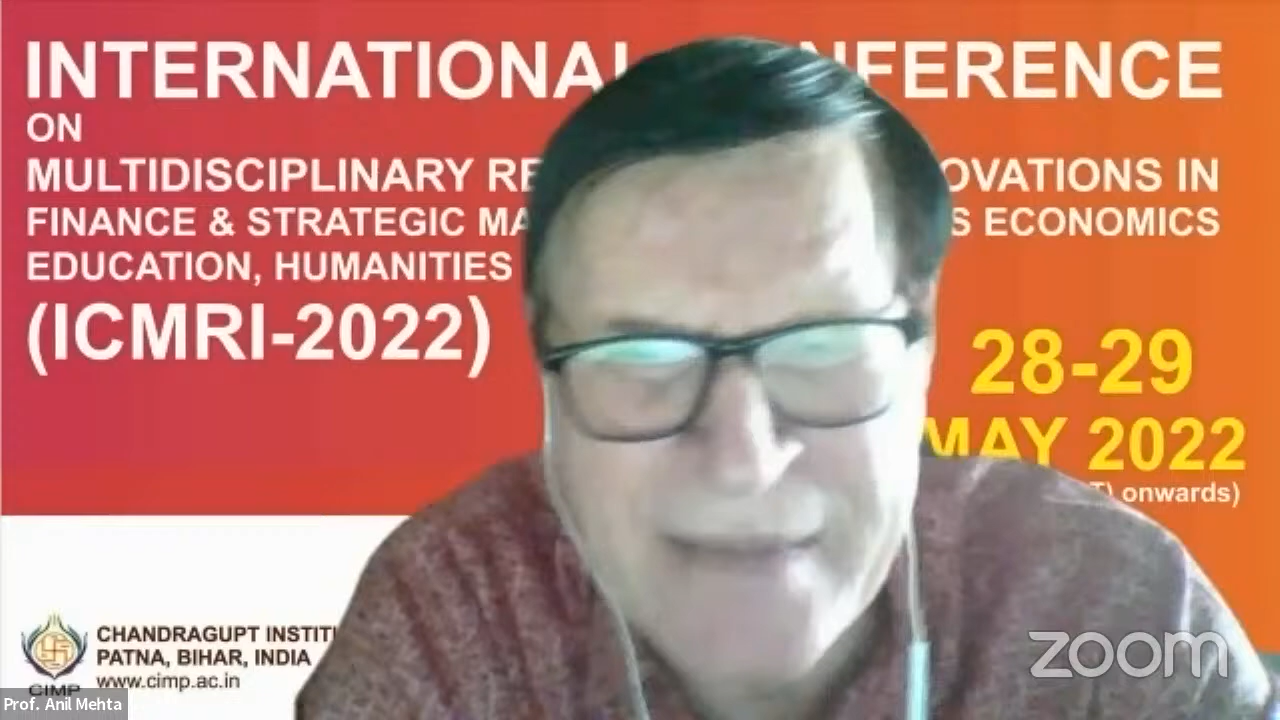 INTERNATIONAL CONFERENCE
ON
MULTIDISCIPLINARY RE OVATIONS IN
FINANCE & STRATEGIC MA S ECONOMICS
EDUCATION, HUMANITIES
(ICMRI-2022)
28-29
MAY 2022
T) onwards)
CHANDRAGUPT INSTIT
PATNA, BIHAR, INDIA
www.cimp.ac.in
CIMP
zoom
Prof. Anil Mehta